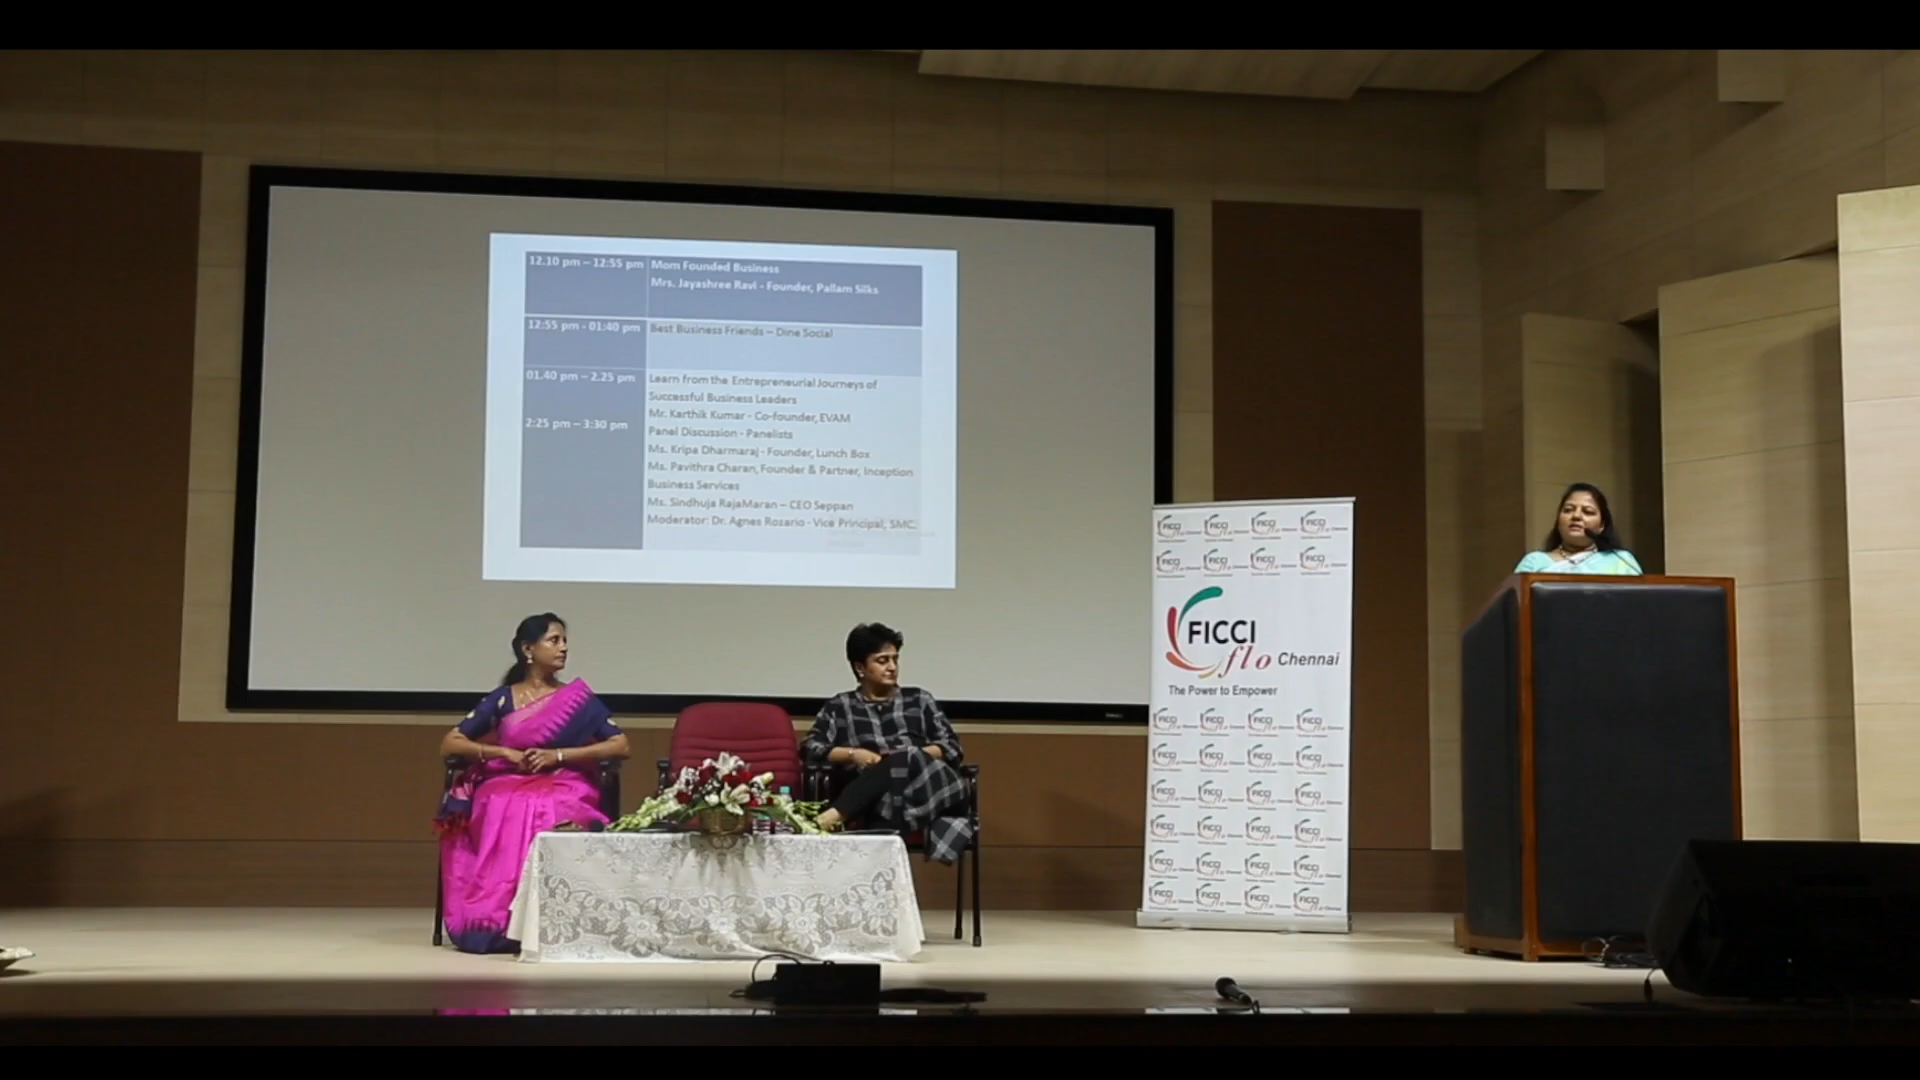 12.10 pm – 12:55 pm
Mom Founded Business
Mrs. Jayashree Ravi - Founder, Pallam Silks
12:55 pm - 01:40 pm
Best Business Friends – Dine Social
01.40 pm – 2.25 pm
Learn from the Entrepreneurial Journeys of
Successful Business Leaders
Mr. Karthik Kumar - Co-founder, EVAM
2:25 pm – 3:30 pm
Panel Discussion - Panelists
Ms. Kripa Dharmaraj - Founder, Lunch Box
Ms. Pavithra Charan, Founder & Partner, Inception
Business Services
Ms. Sindhuja RajaMaran – CEO Seppan
Moderator: Dr. Agnes Rozario - Vice Principal, SMC.
FICCI
flo Chennai
The Power to Empower